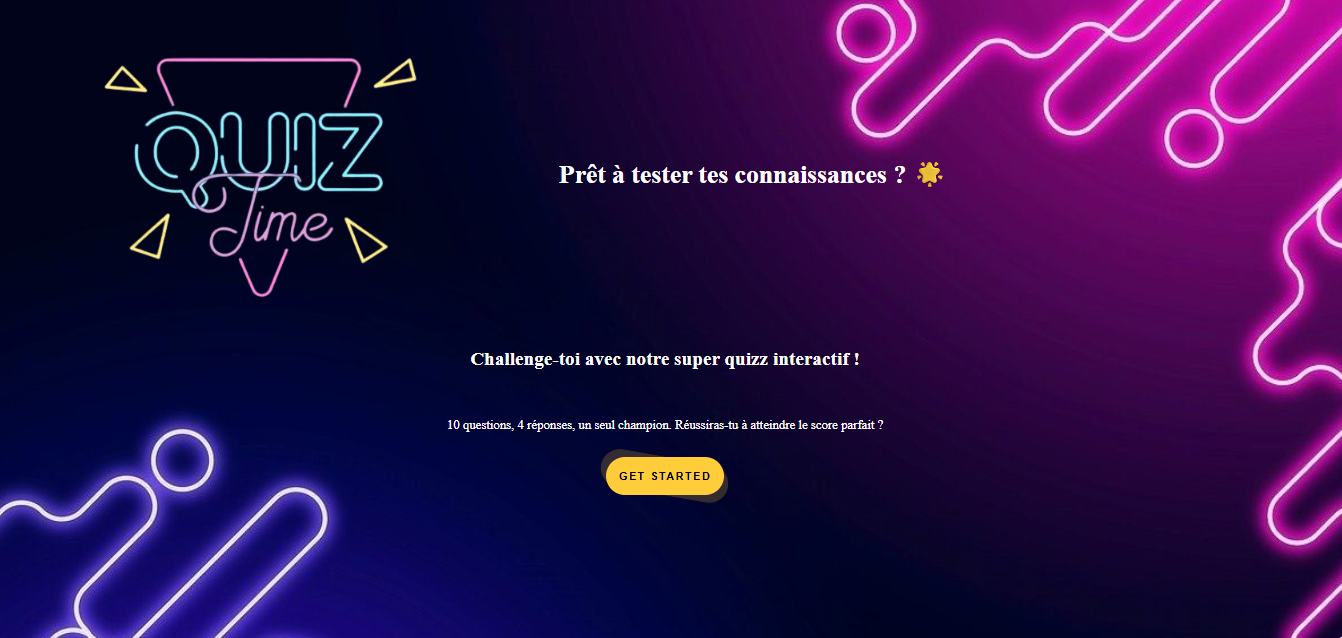 QUIZ
Time
Prêt à tester tes connaissances ? 🌟
Challenge-toi avec notre super quizz interactif !
10 questions, 4 réponses, un seul champion. Réussiras-tu à atteindre le score parfait ?
GET STARTED